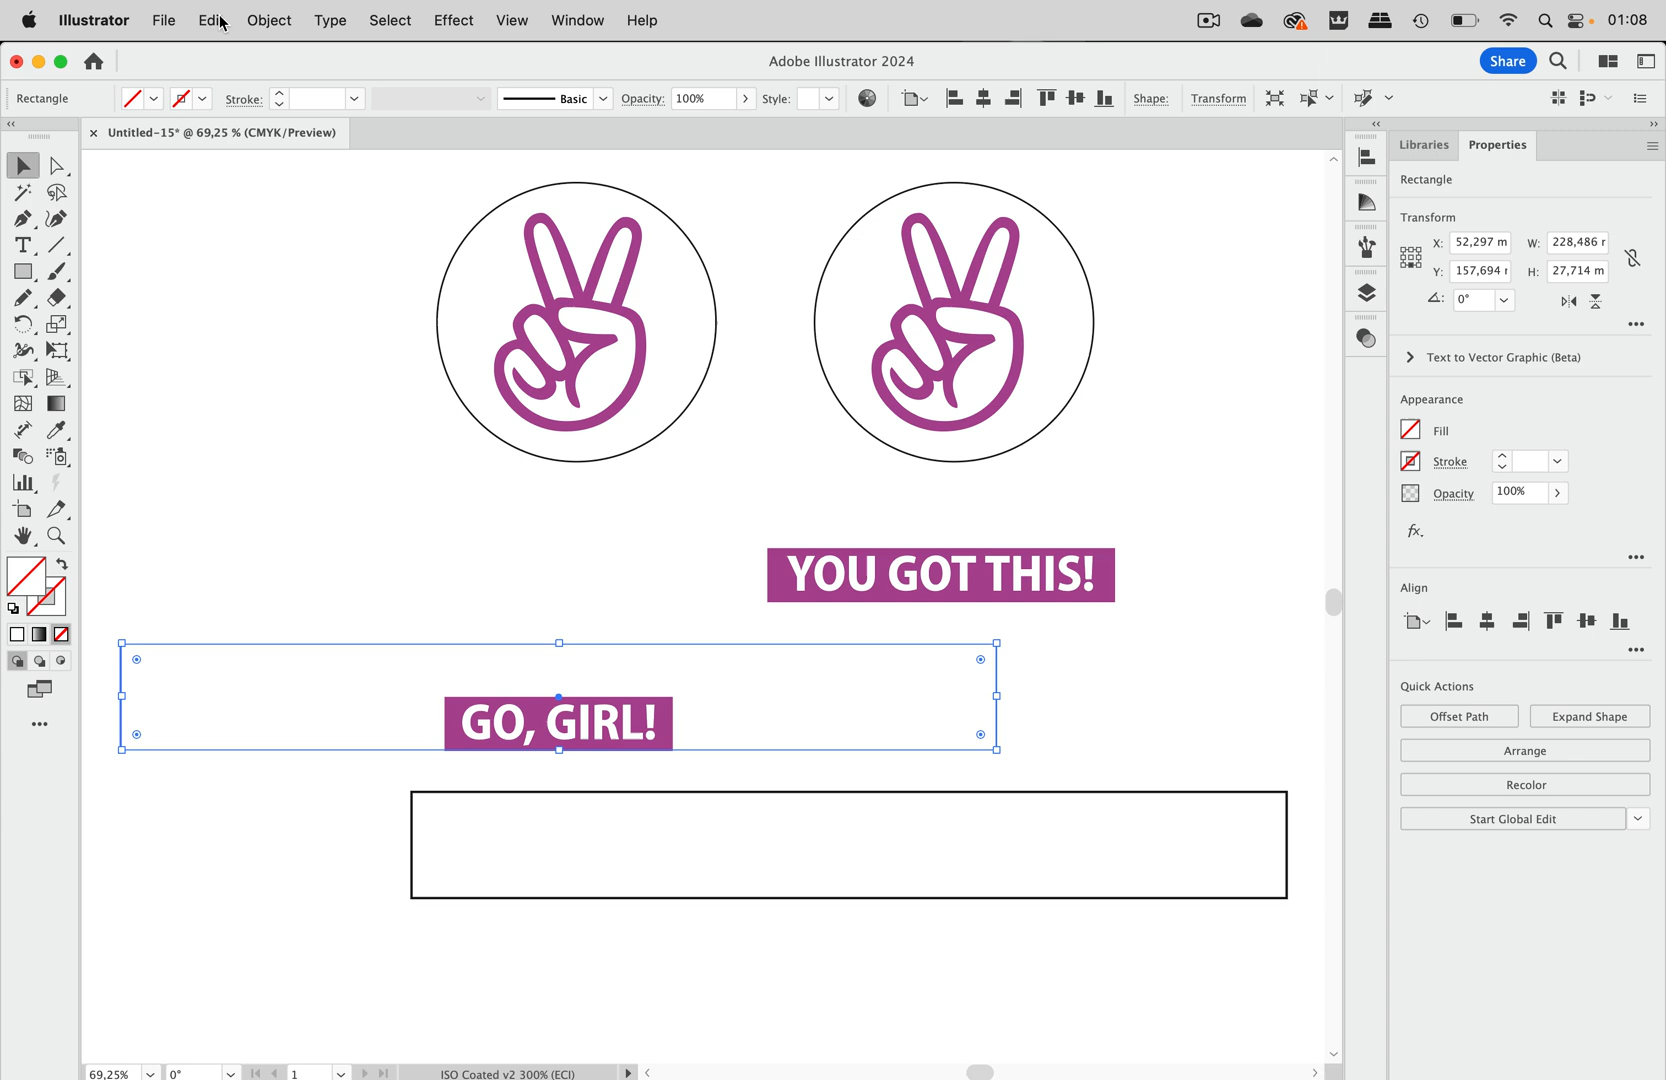 Illustrator File Edit Object Type Select Effect View Window Help 01:08
Adobe Illustrator 2024 Share
Rectangle Stroke: Basic Opacity: 100% Style: Shape: Transform
Untitled-15* @ 69,25 % (CMYK/Preview)
Libraries Properties
Rectangle
Transform
X: 52,297 m W: 228,486 r
Y: 157,694 r H: 27,714 m
0°
Text to Vector Graphic (Beta)
Appearance
Fill
Stroke
Opacity 100%
fx.
Align
Quick Actions
Offset Path Expand Shape
Arrange
Recolor
Start Global Edit
YOU GOT THIS!
GO, GIRL!
69,25% 0° 1 ISO Coated v2 300% (ECI)